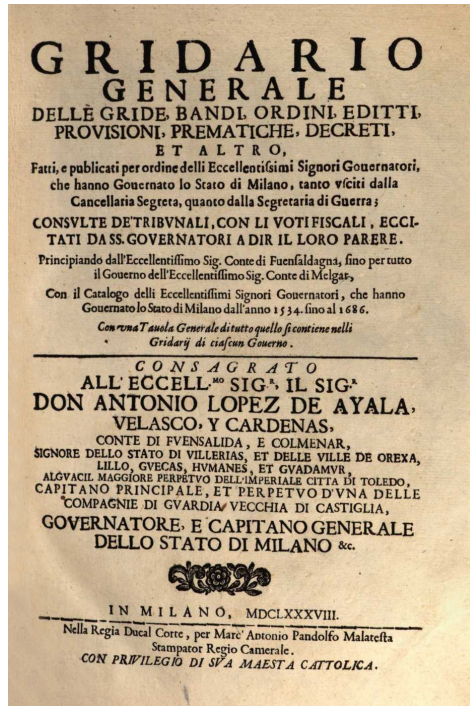 GRIDARIO
GENERALE
DELLE GRIDE, BANDI, ORDINI, EDITTI,
PROVISIONI, PREMATICHE, DECRETI,
ET ALTRO,
Fatti, e publicati per ordine delli Eccellentiſſimi Signori Gouernatori,
che hanno Gouernato lo Stato di Milano, tanto vſciti dalla
Cancellaria Segreta, quanto dalla Segretaria di Guerra;
CONSVLTE DE' TRIBVNALI, CON LI VOTI FISCALI, ECCI-
TATI DA SS. GOVERNATORI A DIR IL LORO PARERE.
Principiando dall'Eccellentiſſimo Sig. Conte di Fuenſaldagna, ſino per tutto
il Gouerno dell'Eccellentiſſimo Sig. Conte di Melgar,
Con il Catalogo delli Eccellentiſſimi Signori Gouernatori, che hanno
Gouernato lo Stato di Milano dall'anno 1534. ſino al 1686.
Con vna Tauola Generale di tutto quello ſi contiene nelli
Gridarij di ciaſcun Gouerno.
CONSAGRATO
ALL' ECCELL.MO SIG.R, IL SIG.R
DON ANTONIO LOPEZ DE AYALA,
VELASCO, Y CARDENAS,
CONTE DI FVENSALIDA, E COLMENAR,
SIGNORE DELLO STATO DI VILLERIAS, ET DELLE VILLE DE OREXA,
LILLO, GVECAS, HVMANES, ET GVADAMVR,
ALGVACIL MAGGIORE PERPETVO DELL'IMPERIALE CITTA DI TOLEDO,
CAPITANO PRINCIPALE, ET PERPETVO D'VNA DELLE
COMPAGNIE DI GVARDIA VECCHIA DI CASTIGLIA,
GOVERNATORE, E CAPITANO GENERALE
DELLO STATO DI MILANO &c.
IN MILANO, MDCLXXXVIII.
Nella Regia Ducal Corte, per Marc' Antonio Pandolfo Malateſta
Stampator Regio Camerale.
CON PRIVILEGIO DI SVA MAESTA CATTOLICA.